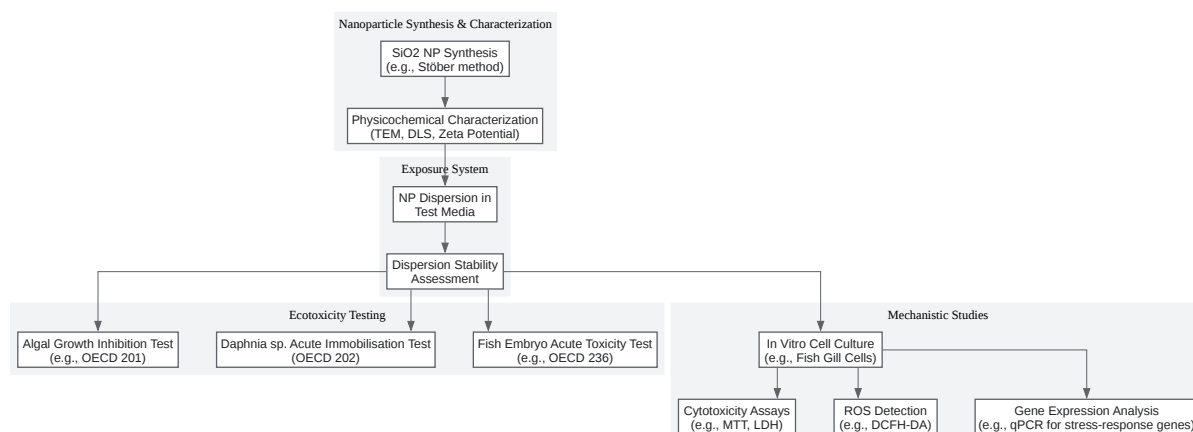 Nanoparticle Synthesis & Characterization
SiO2 NP Synthesis
(e.g., Stöber method)
Physicochemical Characterization
(TEM, DLS, Zeta Potential)
Exposure System
NP Dispersion in
Test Media
Dispersion Stability
Assessment
Ecotoxicity Testing
Algal Growth Inhibition Test
(e.g., OECD 201)
Daphnia sp. Acute Immobilisation Test
(OECD 202)
Fish Embryo Acute Toxicity Test
(e.g., OECD 236)
Mechanistic Studies
In Vitro Cell Culture
(e.g., Fish Gill Cells)
Cytotoxicity Assays
(e.g., MTT, LDH)
ROS Detection
(e.g., DCFH-DA)
Gene Expression Analysis
(e.g., qPCR for stress-response genes)